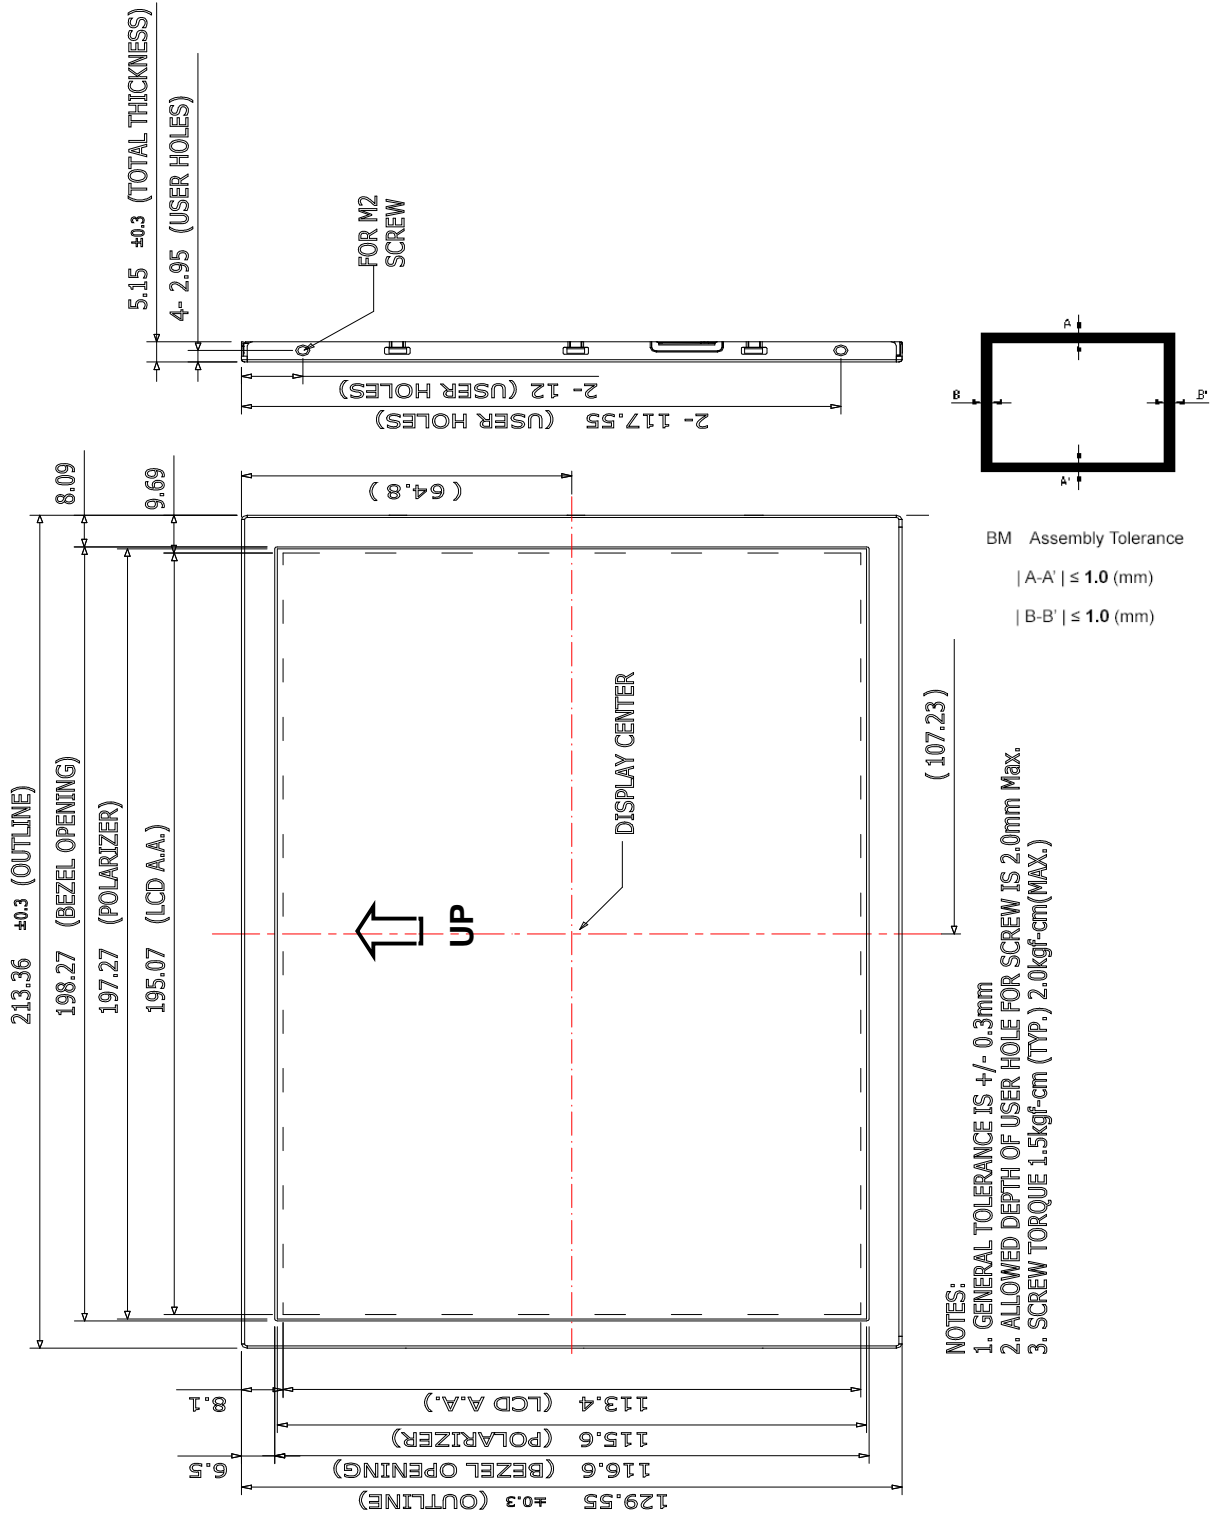 5.15 ±0.3 (TOTAL THICKNESS)
4- 2.95 (USER HOLES)
FOR M2
SCREW
2- 12 (USER HOLES)
2- 117.55 (USER HOLES)
A
B
B'
A'
BM Assembly Tolerance
| A-A' | ≤ 1.0 (mm)
| B-B' | ≤ 1.0 (mm)
213.36 ±0.3 (OUTLINE)
198.27 (BEZEL OPENING)
8.09
197.27 (POLARIZER)
195.07 (LCD A.A.)
9.69
( 64.8 )
UP
DISPLAY CENTER
( 107.23 )
NOTES:
1. GENERAL TOLERANCE IS +/- 0.3mm
2. ALLOWED DEPTH OF USER HOLE FOR SCREW IS 2.0mm Max.
3. SCREW TORQUE 1.5kgf-cm (TYP.) 2.0kgf-cm(MAX.)
8.1
113.4 (LCD A.A.)
115.6 (POLARIZER)
6.5
116.6 (BEZEL OPENING)
129.55 ±0.3 (OUTLINE)